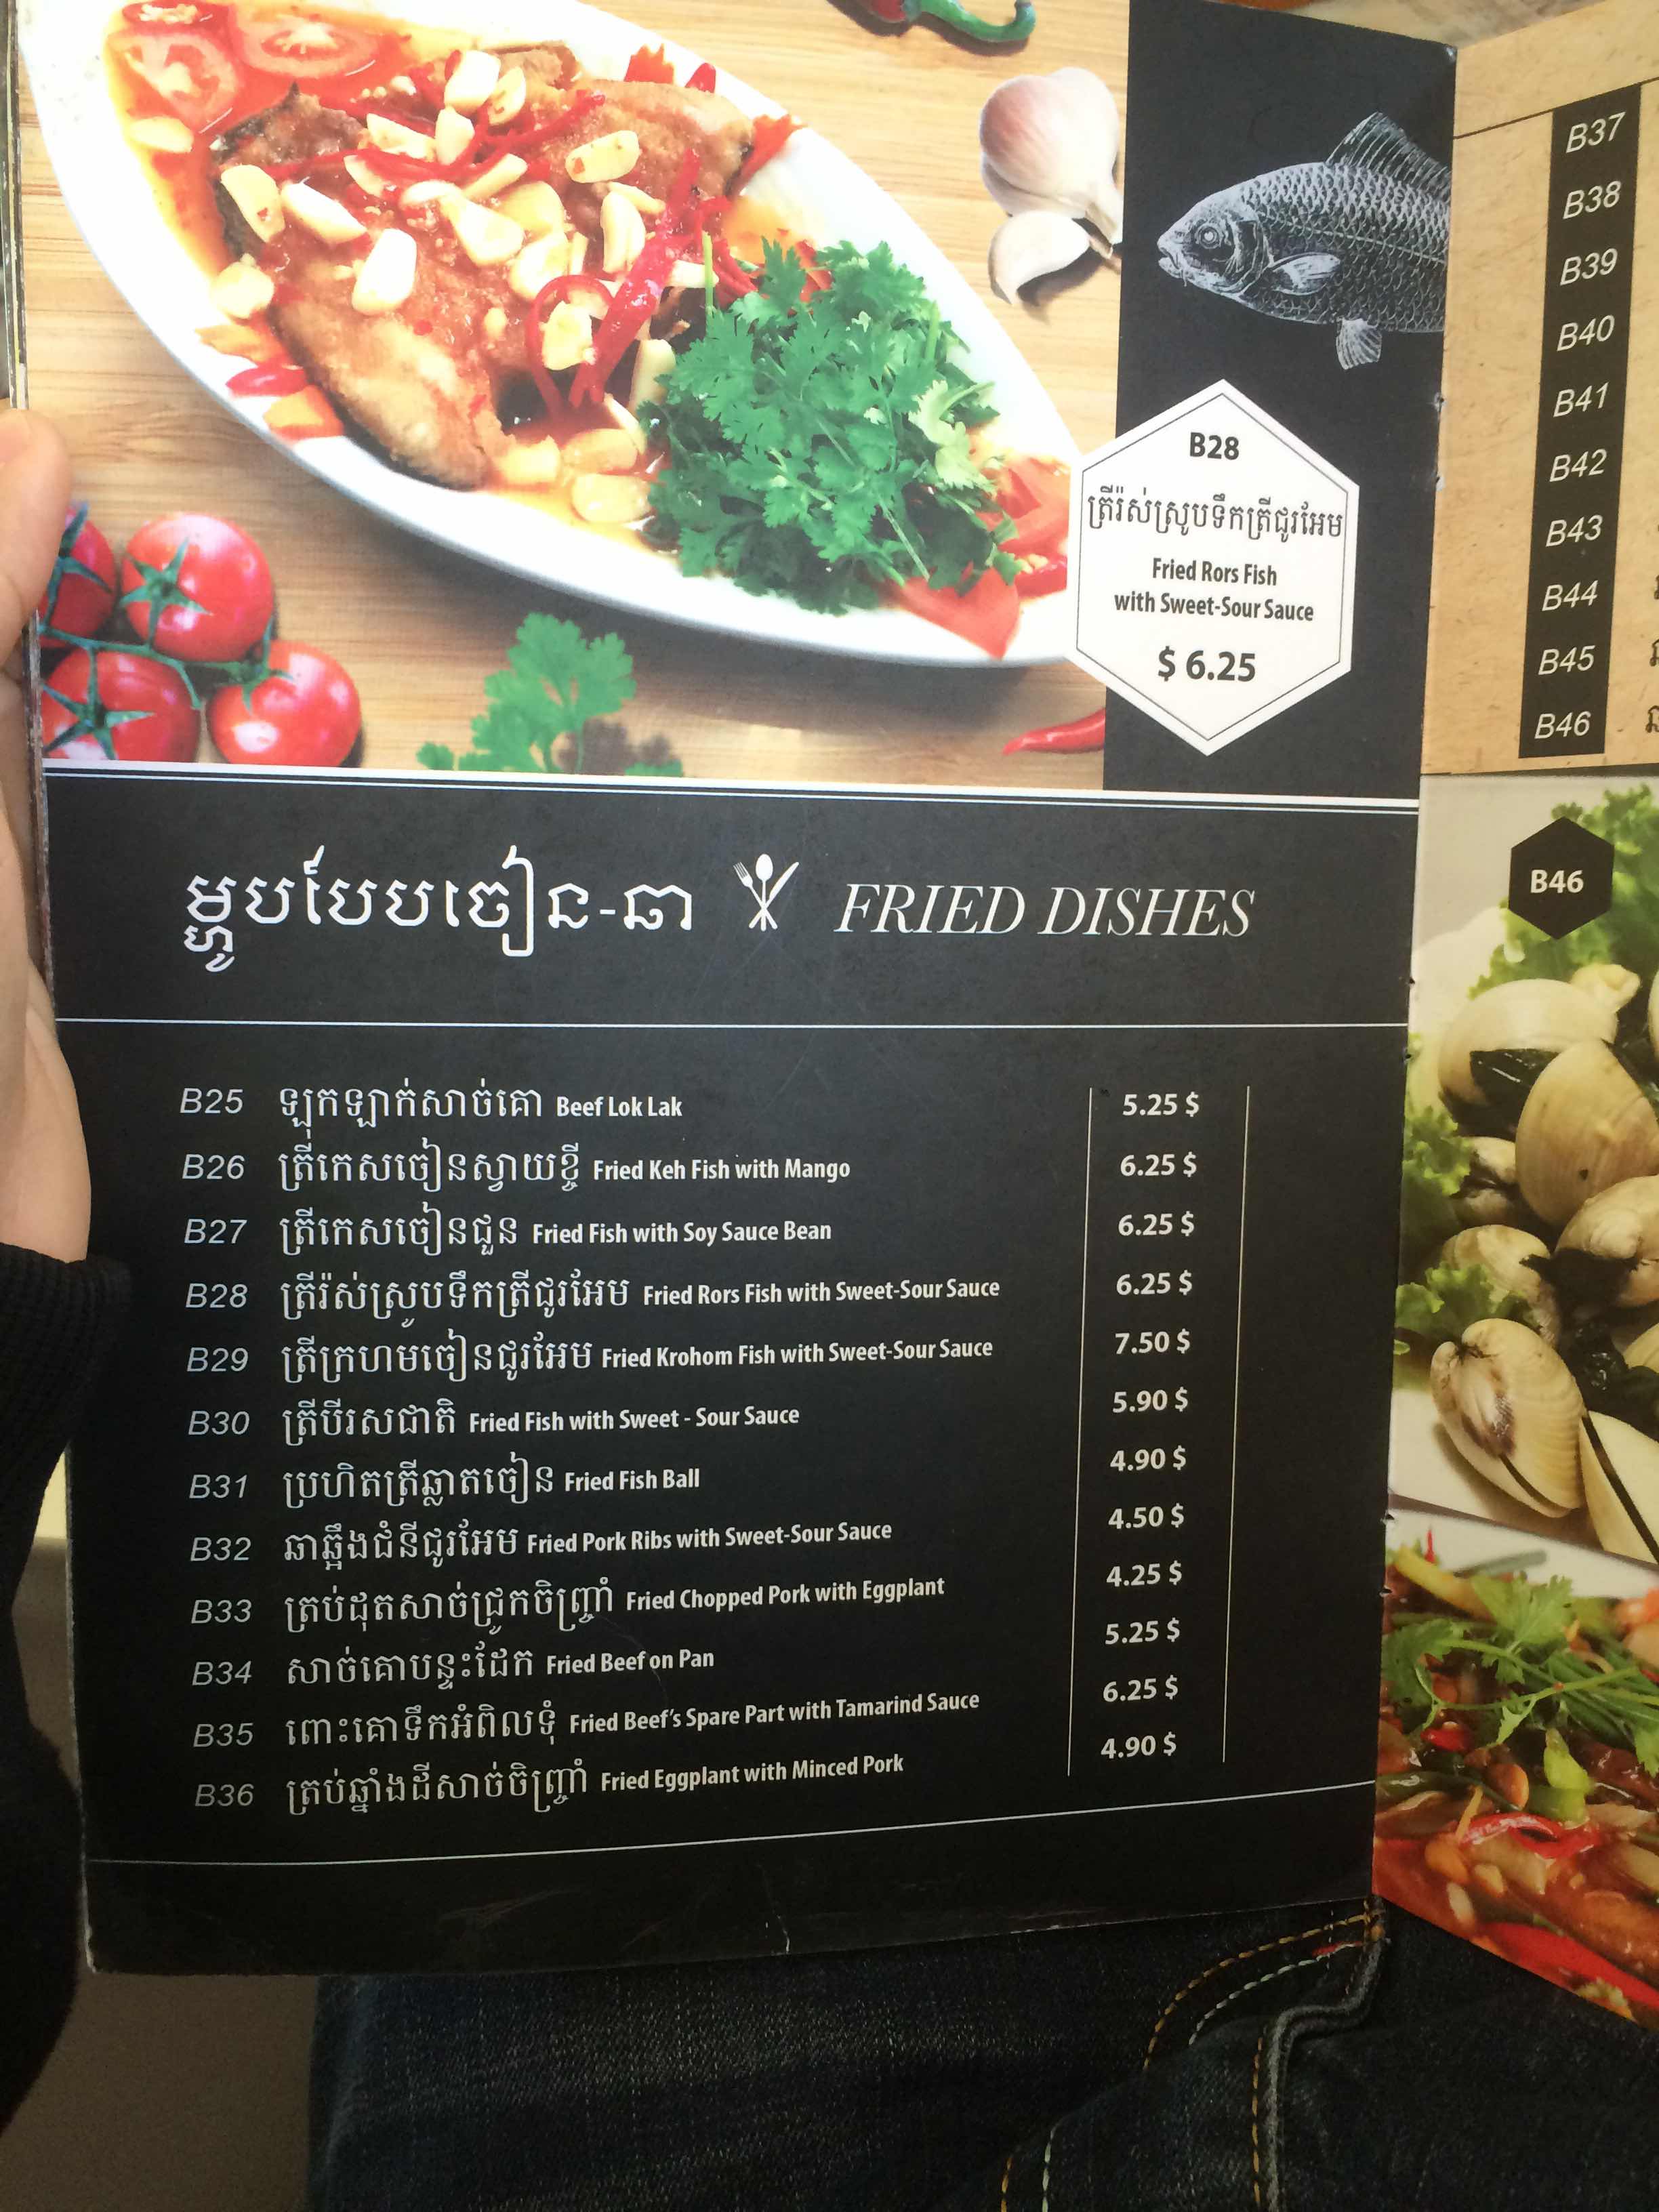 B28
ត្រីរ៉ស់ស្រូបទឹកត្រីជូរអែម
Fried Rors Fish
with Sweet-Sour Sauce
$ 6.25
ម្ហូបបែបចៀន-ឆា FRIED DISHES
B25 ឡុកឡាក់សាច់គោ Beef Lok Lak 5.25 $
B26 ត្រីកេសចៀនស្វាយខ្ចី Fried Keh Fish with Mango 6.25 $
B27 ត្រីកេសចៀនជួន Fried Fish with Soy Sauce Bean 6.25 $
B28 ត្រីរ៉ស់ស្រូបទឹកត្រីជូរអែម Fried Rors Fish with Sweet-Sour Sauce 6.25 $
B29 ត្រីក្រហមចៀនជូរអែម Fried Krohom Fish with Sweet-Sour Sauce 7.50 $
B30 ត្រីបីរសជាតិ Fried Fish with Sweet - Sour Sauce 5.90 $
B31 ប្រហិតត្រីឆ្លាតចៀន Fried Fish Ball 4.90 $
B32 ឆាឆ្អឹងជំនីជូរអែម Fried Pork Ribs with Sweet-Sour Sauce 4.50 $
B33 ត្រប់ដុតសាច់ជ្រូកចិញ្ច្រាំ Fried Chopped Pork with Eggplant 4.25 $
B34 សាច់គោបន្ទះដែក Fried Beef on Pan 5.25 $
B35 ពោះគោទឹកអំពិលទុំ Fried Beef's Spare Part with Tamarind Sauce 6.25 $
B36 ត្រប់ឆ្នាំងដីសាច់ចិញ្ច្រាំ Fried Eggplant with Minced Pork 4.90 $
B37
B38
B39
B40
B41
B42
B43
B44
B45
B46
B46